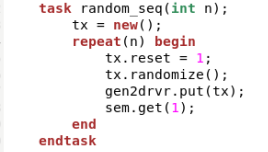 task random_seq(int n);
    tx = new();
    repeat(n) begin
        tx.reset = 1;
        tx.randomize();
        gen2drvr.put(tx);
        sem.get(1);
    end
endtask